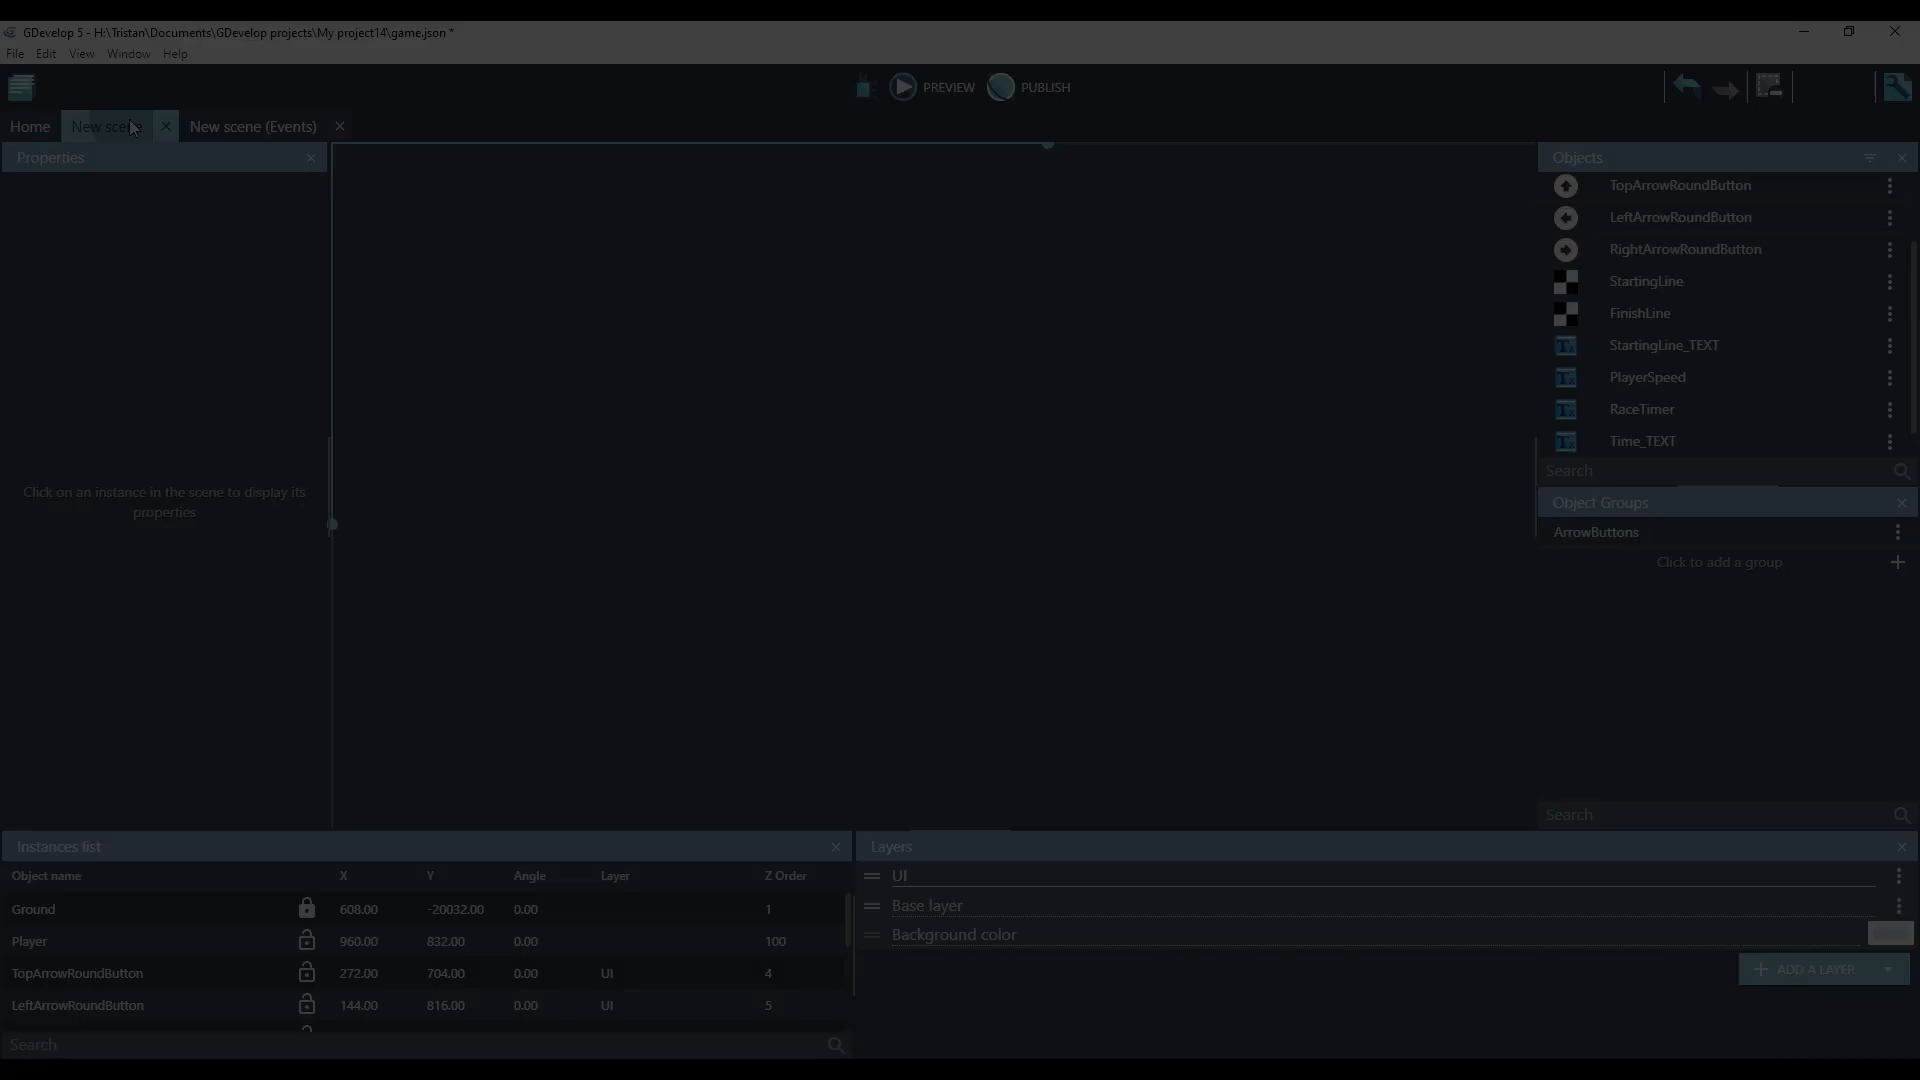 GDevelop 5 - H:\Tristan\Documents\GDevelop projects\My project14\game.json *
File Edit View Window Help
PREVIEW PUBLISH
Home New scene New scene (Events)
Properties
Click on an instance in the scene to display its
properties
Objects
TopArrowRoundButton
LeftArrowRoundButton
RightArrowRoundButton
StartingLine
FinishLine
StartingLine_TEXT
PlayerSpeed
RaceTimer
Time_TEXT
Search
Object Groups
ArrowButtons
Click to add a group
Search
Instances list
Object name X Y Angle Layer Z Order
Ground 608.00 -20032.00 0.00 1
Player 960.00 832.00 0.00 100
TopArrowRoundButton 272.00 704.00 0.00 UI 4
LeftArrowRoundButton 144.00 816.00 0.00 UI 5
Search
Layers
UI
Base layer
Background color
ADD A LAYER